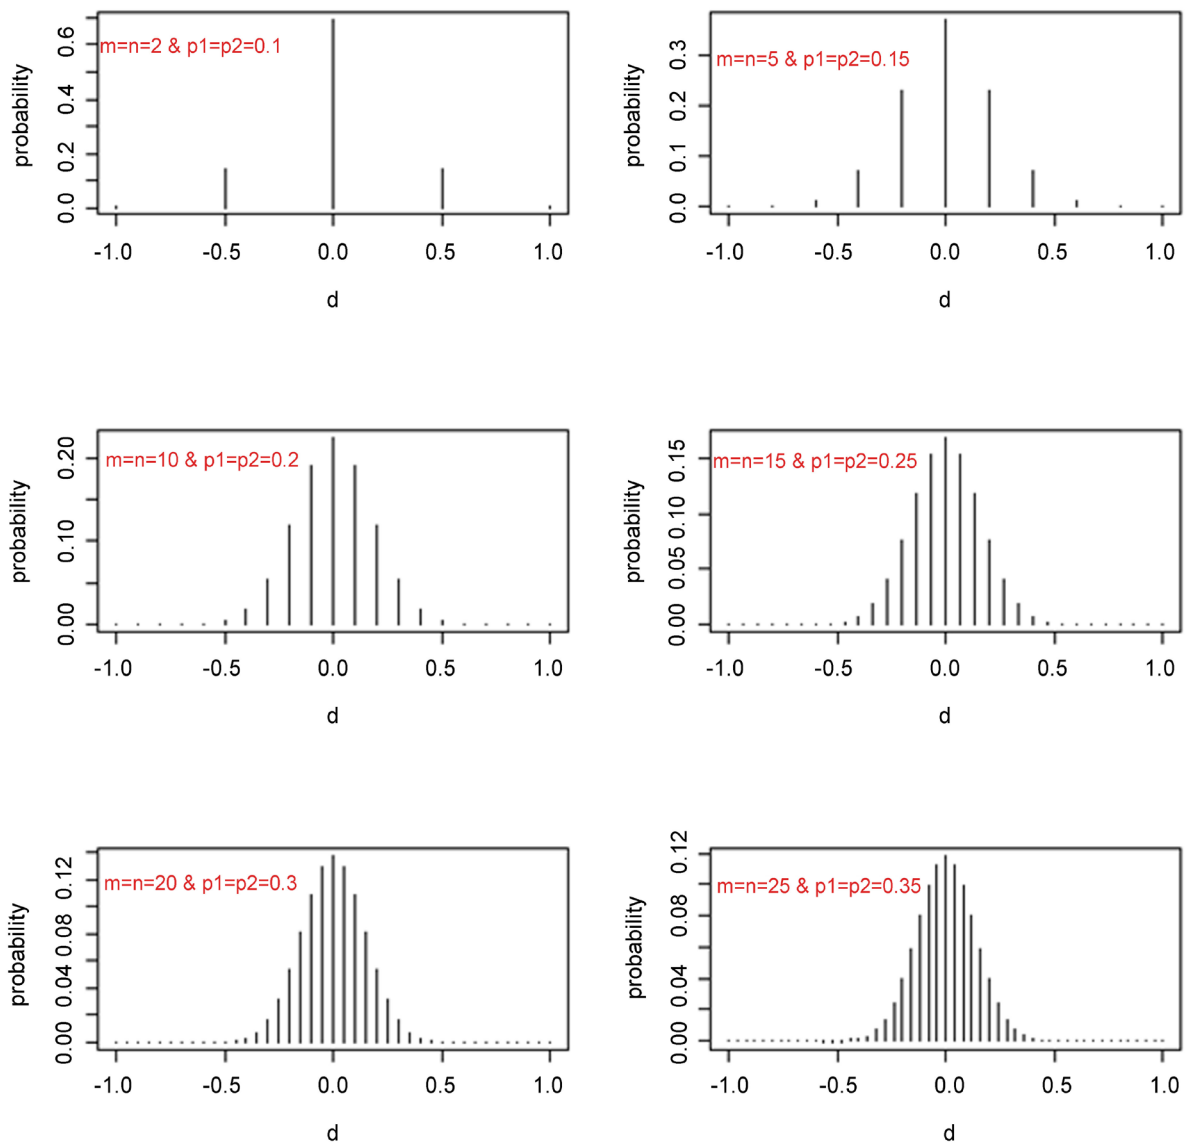 m=n=2 & p1=p2=0.1
probability
0.6
0.4
0.2
0.0
-1.0 -0.5 0.0 0.5 1.0
d
m=n=5 & p1=p2=0.15
probability
0.3
0.2
0.1
0.0
-1.0 -0.5 0.0 0.5 1.0
d
m=n=10 & p1=p2=0.2
probability
0.20
0.10
0.00
-1.0 -0.5 0.0 0.5 1.0
d
m=n=15 & p1=p2=0.25
probability
0.15
0.10
0.05
0.00
-1.0 -0.5 0.0 0.5 1.0
d
m=n=20 & p1=p2=0.3
probability
0.12
0.08
0.04
0.00
-1.0 -0.5 0.0 0.5 1.0
d
m=n=25 & p1=p2=0.35
probability
0.12
0.08
0.04
0.00
-1.0 -0.5 0.0 0.5 1.0
d